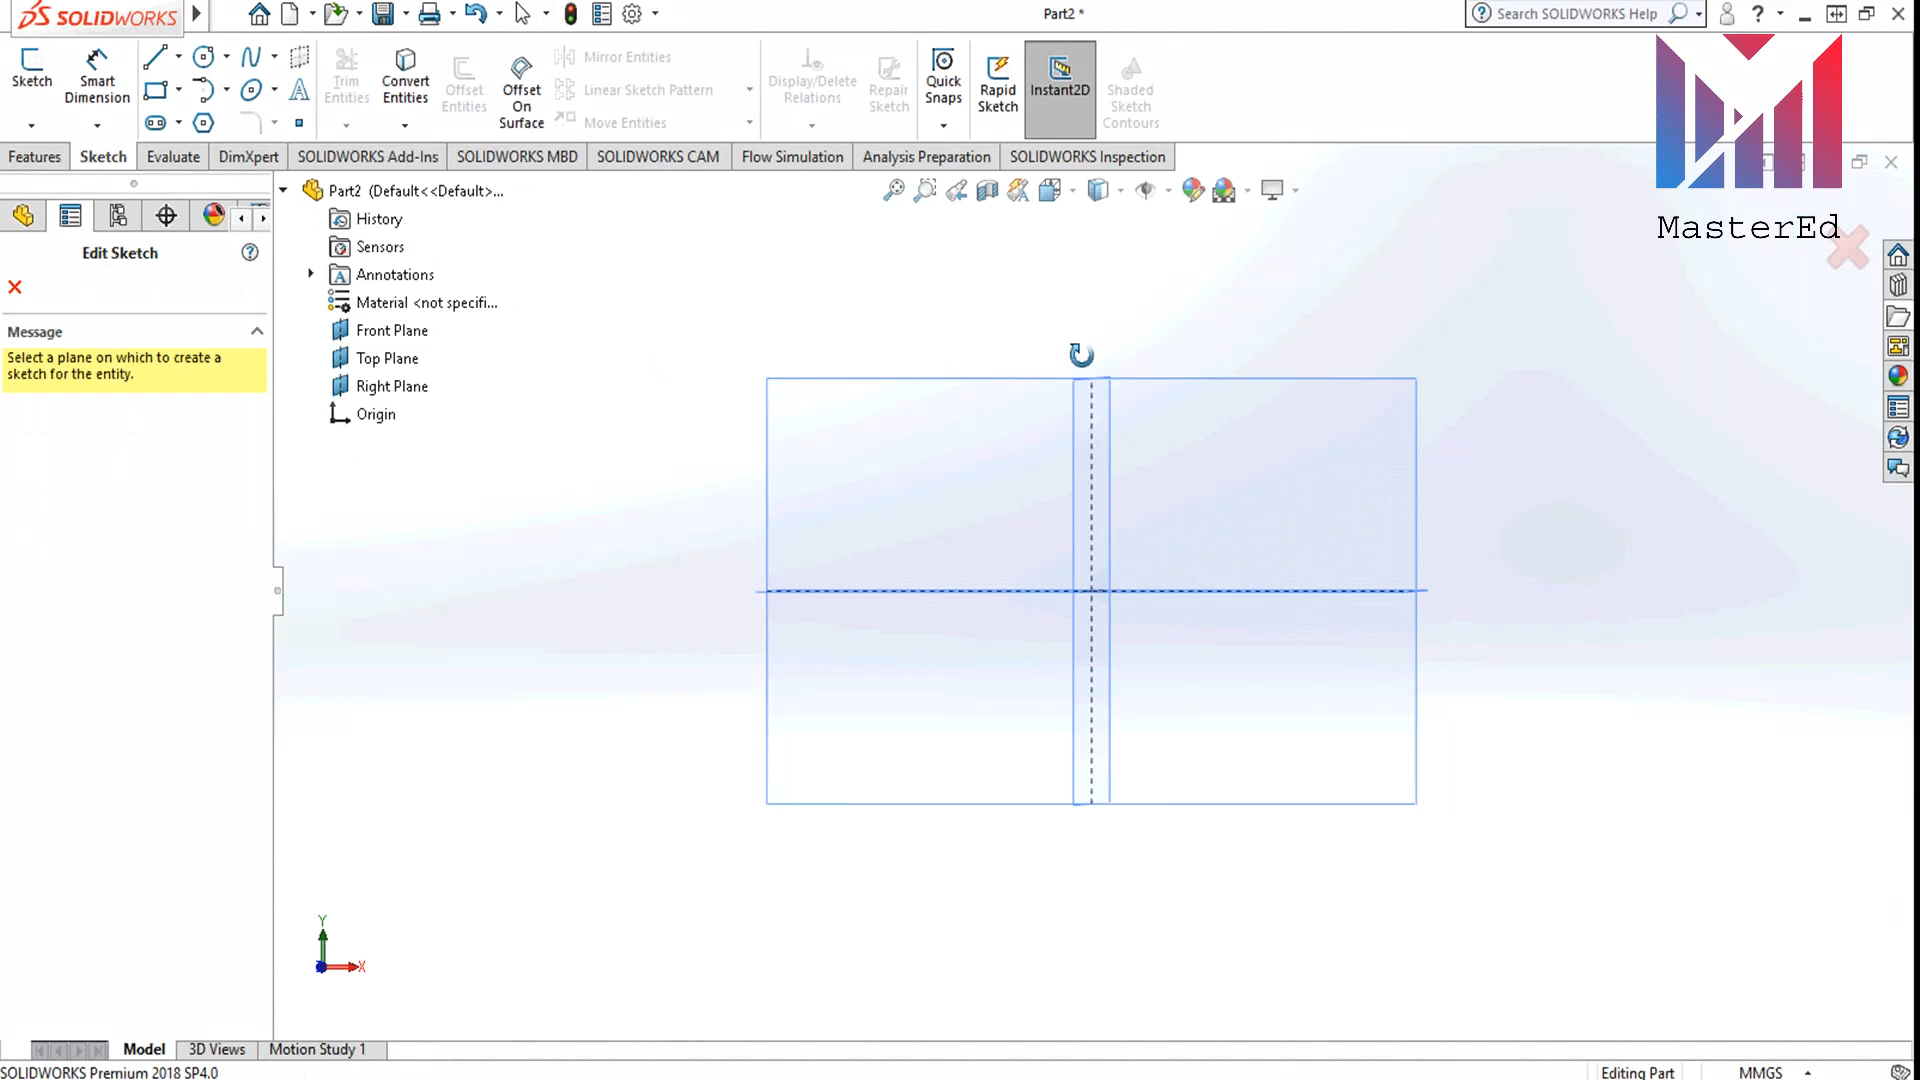 SOLIDWORKS
Part2 *
Search SOLIDWORKS Help
Sketch
Smart
Dimension
Trim
Entities
Convert
Entities
Offset
Entities
Offset
On
Surface
Mirror Entities
Linear Sketch Pattern
Move Entities
Display/Delete
Relations
Repair
Sketch
Quick
Snaps
Rapid
Sketch
Instant2D
Shaded
Sketch
Contours
Features
Sketch
Evaluate
DimXpert
SOLIDWORKS Add-Ins
SOLIDWORKS MBD
SOLIDWORKS CAM
Flow Simulation
Analysis Preparation
SOLIDWORKS Inspection
MasterEd
Edit Sketch
Message
Select a plane on which to create a
sketch for the entity.
Part2 (Default<<Default>...
History
Sensors
Annotations
Material <not specifi...
Front Plane
Top Plane
Right Plane
Origin
Y
X
Model
3D Views
Motion Study 1
SOLIDWORKS Premium 2018 SP4.0
Editing Part
MMGS